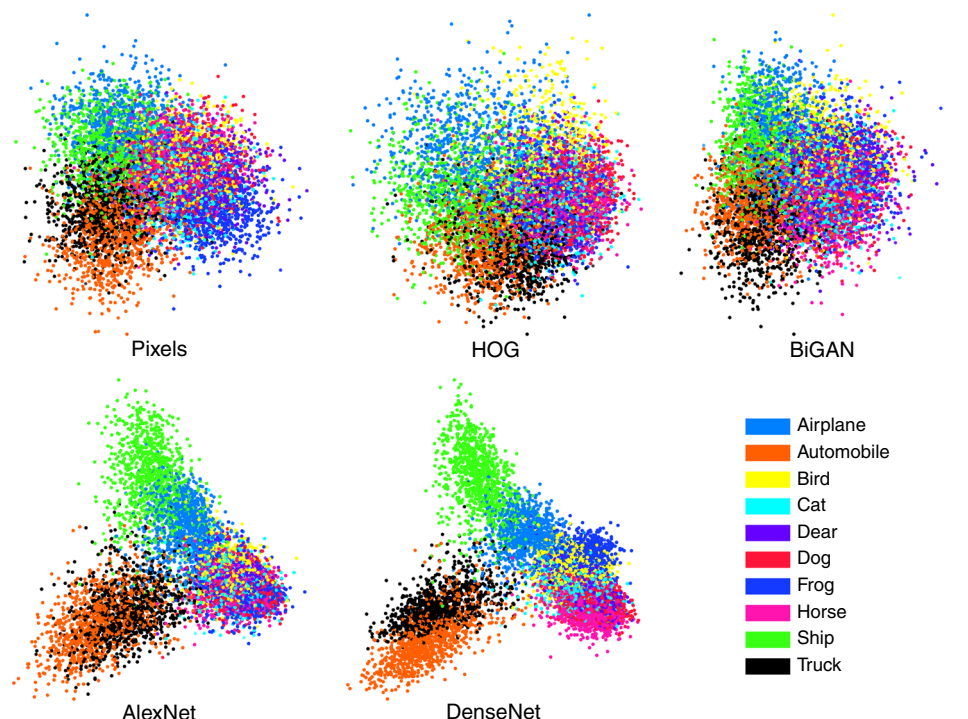 Pixels
HOG
BiGAN
AlexNet
DenseNet
Airplane
Automobile
Bird
Cat
Dear
Dog
Frog
Horse
Ship
Truck